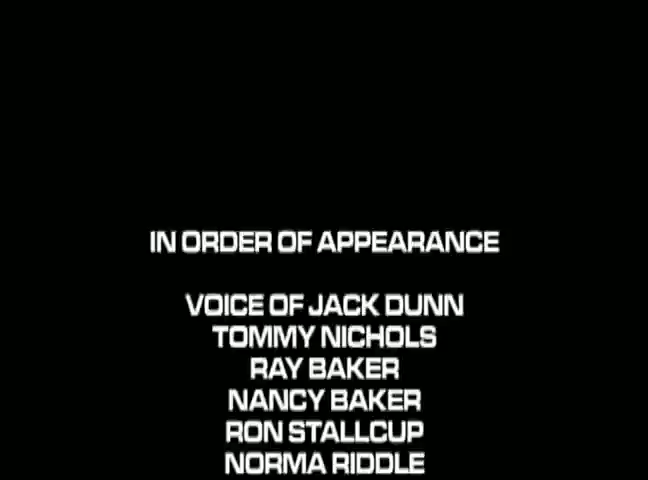 IN ORDER OF APPEARANCE
VOICE OF JACK DUNN
TOMMY NICHOLS
RAY BAKER
NANCY BAKER
RON STALLCUP
NORMA RIDDLE